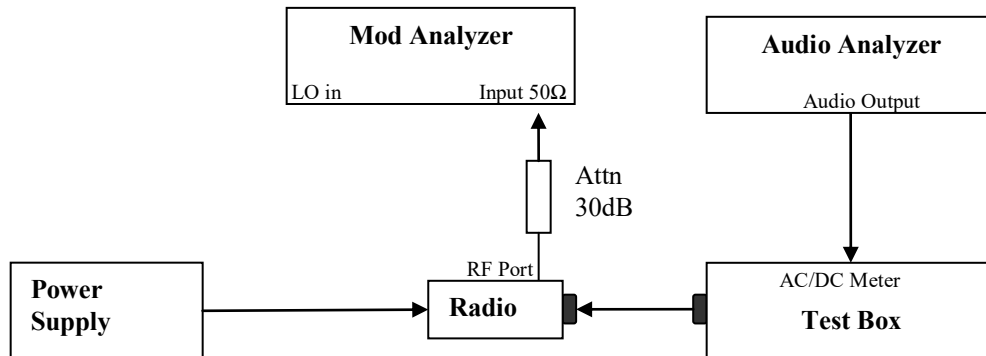 Mod Analyzer
LO in
Input 50Ω
Audio Analyzer
Audio Output
Attn
30dB
RF Port
Power
Supply
Radio
AC/DC Meter
Test Box